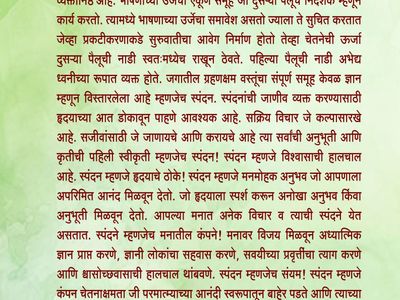 व्यक्तीनिष्ठ आहे. भाषणाच्या ऊर्जेचा एकूण समूह जो दुसऱ्या पैलूचे निर्देशक म्हणून
कार्य करतो. त्यामध्ये भाषणाच्या उर्जेचा समावेश असतो ज्याला ते सुचित करतात
जेव्हा प्रकटीकरणाकडे सुरुवातीचा आवेग निर्माण होतो तेव्हा चेतनेची ऊर्जा
दुसऱ्या पैलूची नाडी स्वतःमध्येच राखून ठेवते. पहिल्या पैलूची नाडी अभेद्य
ध्वनीच्या रूपात व्यक्त होते. जगातील ग्रहणक्षम वस्तूंचा संपूर्ण समूह केवळ ज्ञान
म्हणून विस्तारलेला आहे म्हणजेच स्पंदन. स्पंदनांची जाणीव व्यक्त करण्यासाठी
हृदयाच्या आत डोकावून पाहणे आवश्यक आहे. सक्रिय विचार जे कल्पासारखे
आहे. सजीवांसाठी जे जाणायचे आणि करायचे आहे त्या सर्वांची अनुभूती आणि
कृतीची पहिली स्वीकृती म्हणजेच स्पंदन! स्पंदन म्हणजे विश्वासाची हालचाल
आहे. स्पंदन म्हणजे हृदयाचे ठोके! स्पंदन म्हणजे मनमोहक अनुभव जो आपणाला
अपरिमित आनंद मिळवून देतो. जो हृदयाला स्पर्श करून अनोखा अनुभव किंवा
अनुभूती मिळवून देतो. आपल्या मनात अनेक विचार व त्याची स्पंदने येत
असतात. स्पंदने म्हणजेच मनातील कंपने! मनावर विजय मिळवून अध्यात्मिक
ज्ञान प्राप्त करणे, ज्ञानी लोकांचा सहवास करणे, सवयीच्या प्रवृत्तींचा त्याग करणे
आणि श्वासोच्छवासाची हालचाल थांबवणे. स्पंदन म्हणजेच संयम! स्पंदन म्हणजे
कंपन चेतनाक्षमता जी परमात्म्याच्या आनंदी स्वरूपातून बाहेर पडते आणि त्याच्या